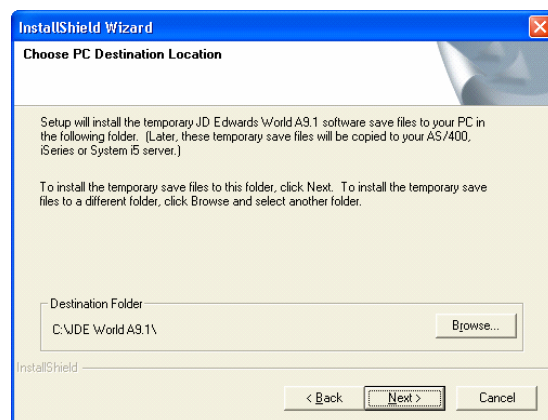 InstallShield Wizard
Choose PC Destination Location
Setup will install the temporary JD Edwards World A9.1 software save files to your PC in
the following folder. (Later, these temporary save files will be copied to your AS/400,
iSeries or System i5 server.)
To install the temporary save files to this folder, click Next. To install the temporary save
files to a different folder, click Browse and select another folder.
Destination Folder
C:\JDE World A9.1\
Browse...
InstallShield
< Back
Next >
Cancel